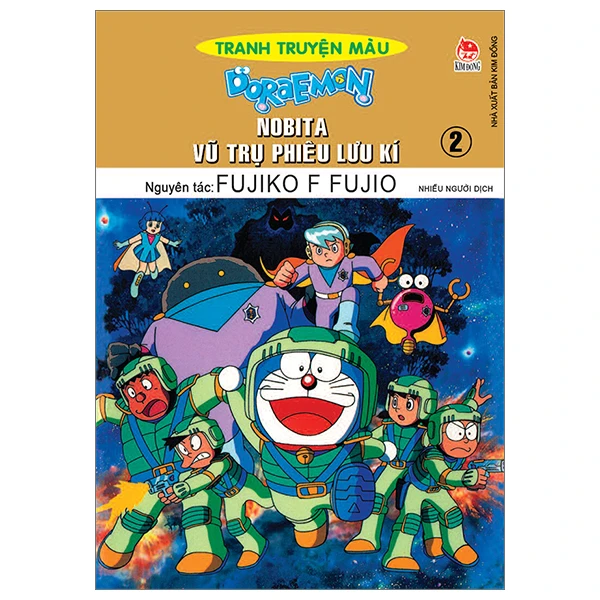 TRANH TRUYỆN MÀU
DORAEMON
NOBITA
VŨ TRỤ PHIÊU LƯU KÍ
2
KIM ĐỒNG
NHÀ XUẤT BẢN KIM ĐỒNG
Nguyên tác: FUJIKO F FUJIO
NHIỀU NGƯỜI DỊCH